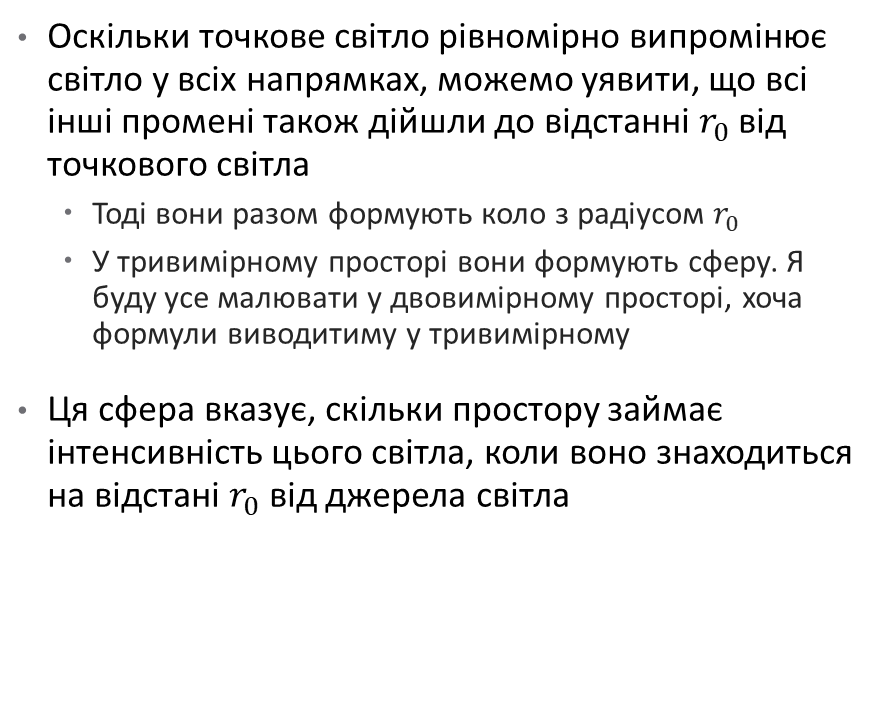 • Оскільки точкове світло рівномірно випромінює
світло у всіх напрямках, можемо уявити, що всі
інші промені також дійшли до відстанні r₀ від
точкового світла
• Тоді вони разом формують коло з радіусом r₀
• У тривимірному просторі вони формують сферу. Я
буду усе малювати у двовимірному просторі, хоча
формули виводитиму у тривимірному
• Ця сфера вказує, скільки простору займає
інтенсивність цього світла, коли воно знаходиться
на відстані r₀ від джерела світла